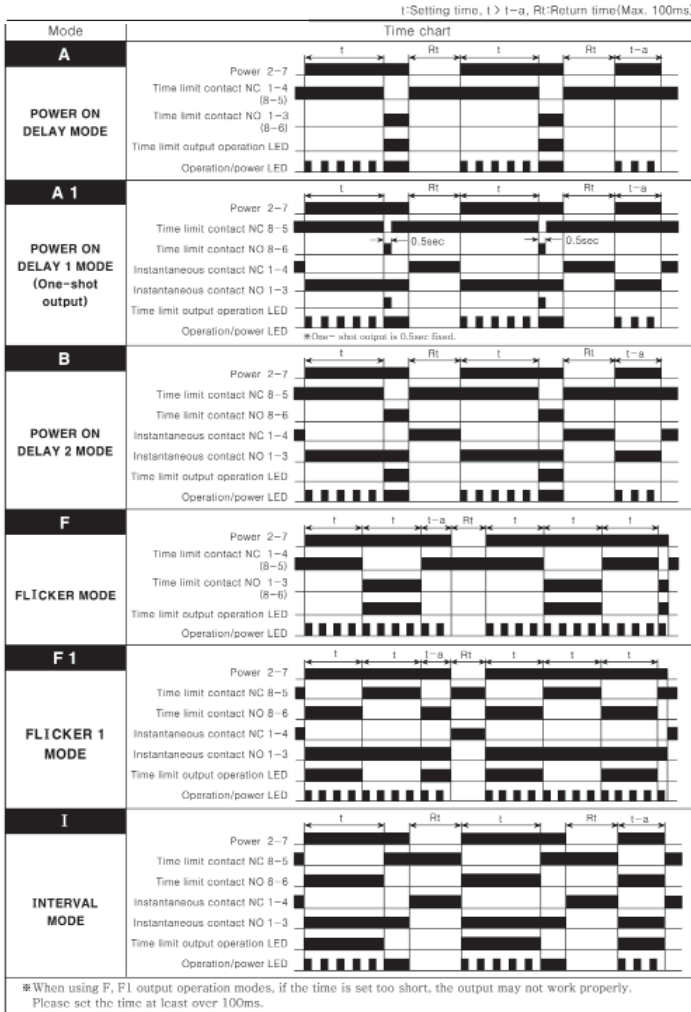 t:Setting time, t > t-a, Rt:Return time(Max. 100ms)
Mode Time chart
A
POWER ON
DELAY MODE
t Rt t Rt t-a
Power 2-7
Time limit contact NC 1-4
(8-5)
Time limit contact NO 1-3
(8-6)
Time limit output operation LED
Operation/power LED
A 1
POWER ON
DELAY 1 MODE
(One-shot
output)
t Rt t Rt t-a
Power 2-7
Time limit contact NC 8-5
0.5sec 0.5sec
Time limit contact NO 8-6
Instantaneous contact NC 1-4
Instantaneous contact NO 1-3
Time limit output operation LED
Operation/power LED
※One- shot output is 0.5sec fixed.
B
POWER ON
DELAY 2 MODE
t Rt t Rt t-a
Power 2-7
Time limit contact NC 8-5
Time limit contact NO 8-6
Instantaneous contact NC 1-4
Instantaneous contact NO 1-3
Time limit output operation LED
Operation/power LED
F
FLICKER MODE
t t t-a Rt t t t
Power 2-7
Time limit contact NC 1-4
(8-5)
Time limit contact NO 1-3
(8-6)
Time limit output operation LED
Operation/power LED
F 1
FLICKER 1
MODE
t t t-a Rt t t t
Power 2-7
Time limit contact NC 8-5
Time limit contact NO 8-6
Instantaneous contact NC 1-4
Instantaneous contact NO 1-3
Time limit output operation LED
Operation/power LED
I
INTERVAL
MODE
t Rt t Rt t-a
Power 2-7
Time limit contact NC 8-5
Time limit contact NO 8-6
Instantaneous contact NC 1-4
Instantaneous contact NO 1-3
Time limit output operation LED
Operation/power LED
※When using F, F1 output operation modes, if the time is set too short, the output may not work properly.
Please set the time at least over 100ms.